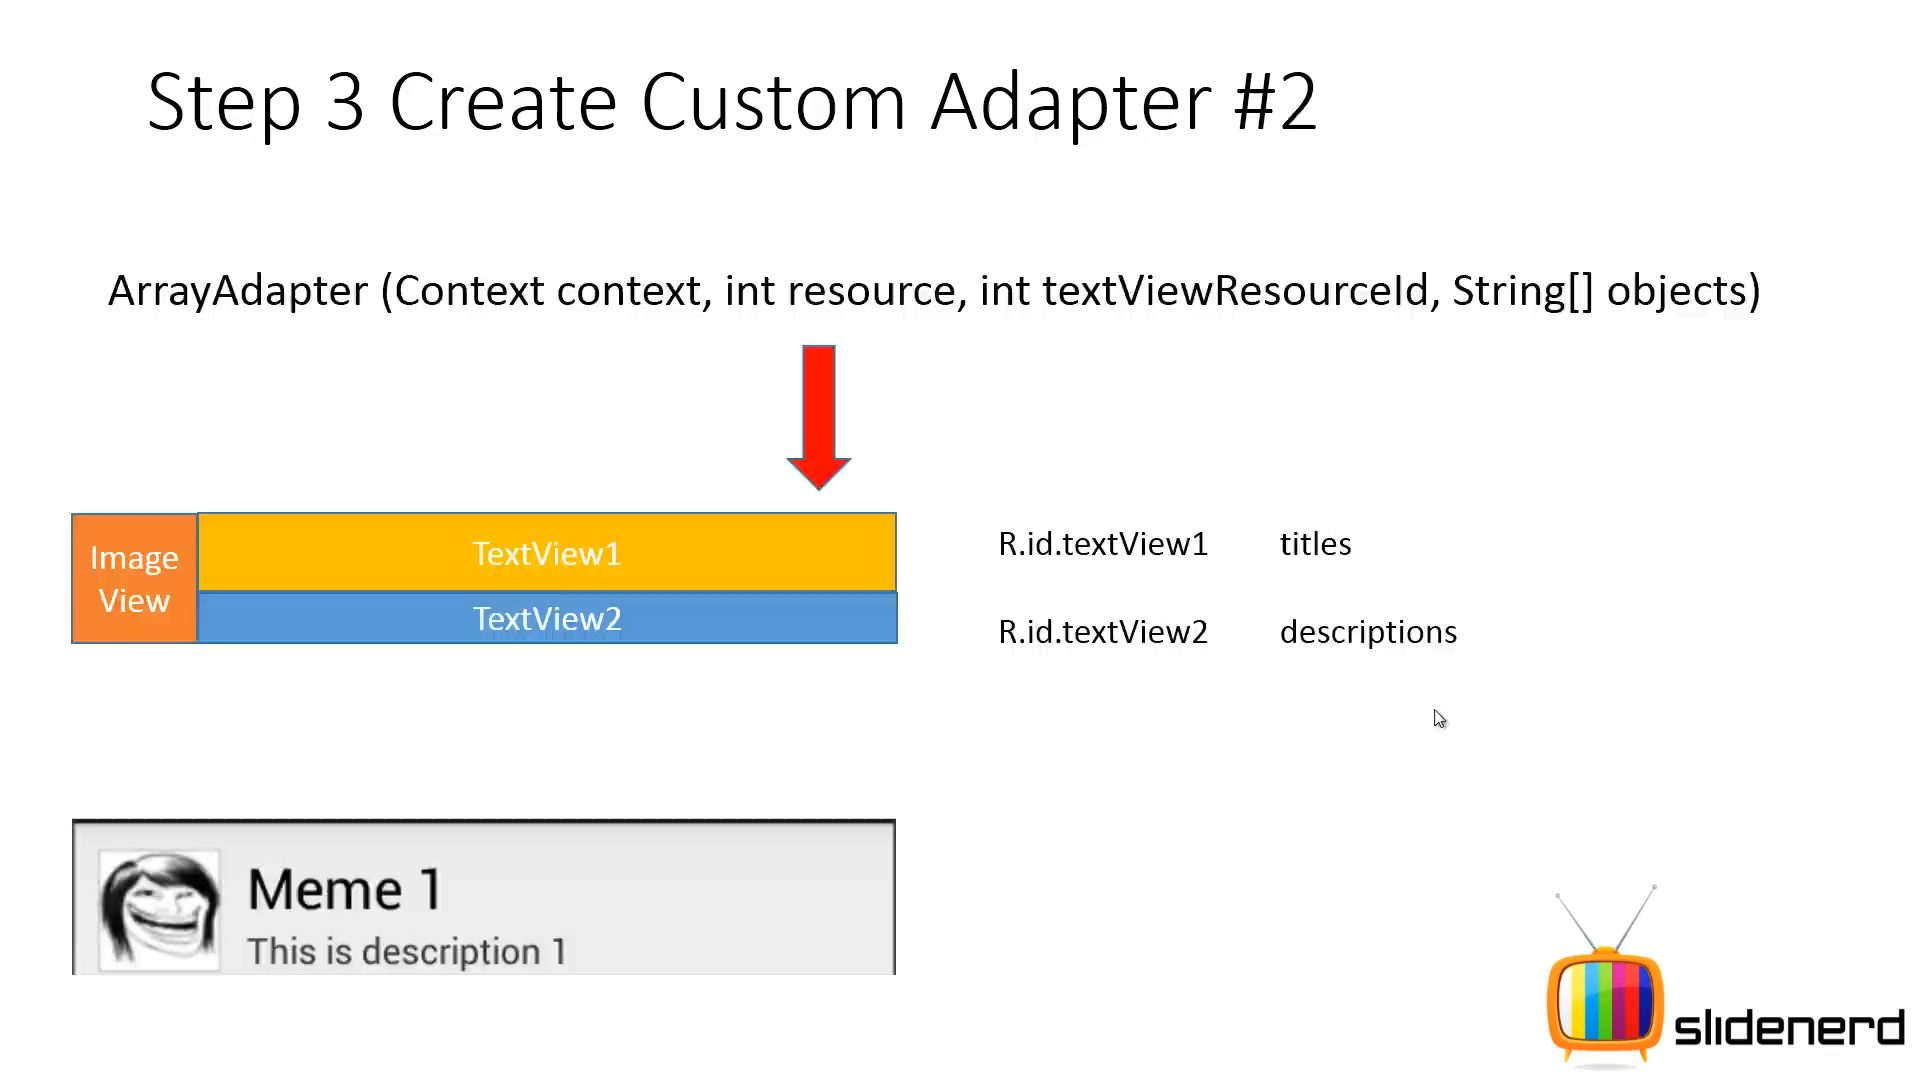 Step 3 Create Custom Adapter #2
ArrayAdapter (Context context, int resource, int textViewResourceId, String[] objects)
Image
View
TextView1
TextView2
R.id.textView1 titles
R.id.textView2 descriptions
Meme 1
This is description 1
slidenerd